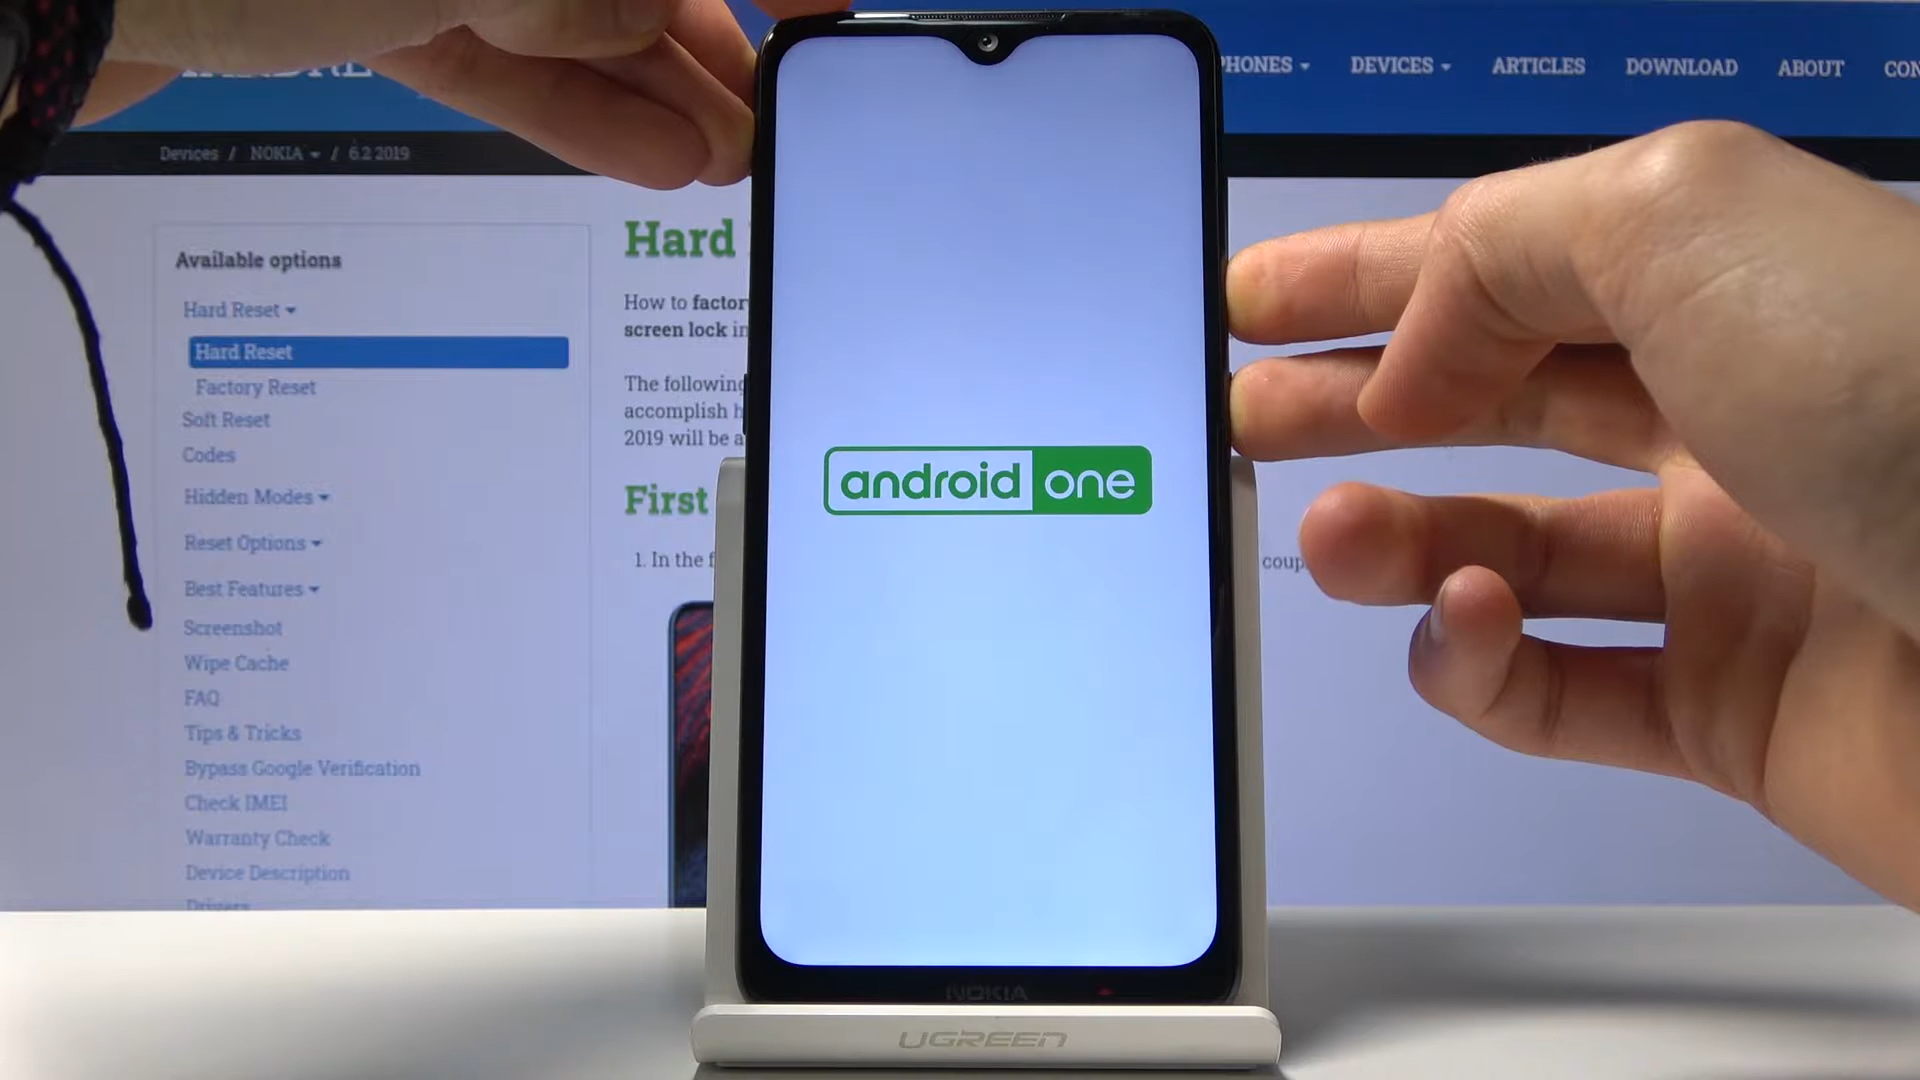 PHONES
DEVICES
ARTICLES
DOWNLOAD
ABOUT
Devices / NOKIA / 6.2 2019
Available options
Hard Reset
Hard Reset
Factory Reset
Soft Reset
Codes
Hidden Modes
Reset Options
Best Features
Screenshot
Wipe Cache
FAQ
Tips & Tricks
Bypass Google Verification
Check IMEI
Warranty Check
Device Description
Drivers
Hard
How to factor
screen lock in
The following
accomplish h
2019 will be a
First
1. In the f
coup
android one
NOKIA
UGREEN